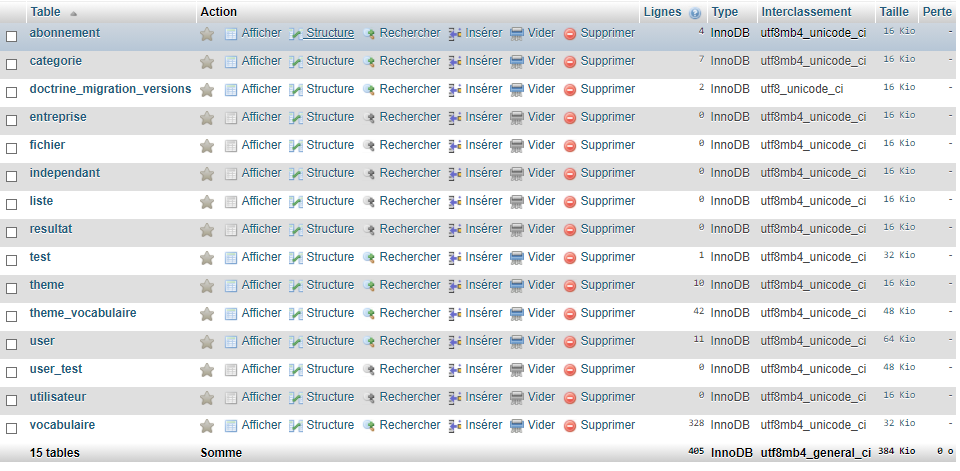 Table Action Lignes Type Interclassement Taille Perte
abonnement Afficher Structure Rechercher Insérer Vider Supprimer 4 InnoDB utf8mb4_unicode_ci 16 Kio -
categorie Afficher Structure Rechercher Insérer Vider Supprimer 7 InnoDB utf8mb4_unicode_ci 16 Kio -
doctrine_migration_versions Afficher Structure Rechercher Insérer Vider Supprimer 2 InnoDB utf8_unicode_ci 16 Kio -
entreprise Afficher Structure Rechercher Insérer Vider Supprimer 0 InnoDB utf8mb4_unicode_ci 16 Kio -
fichier Afficher Structure Rechercher Insérer Vider Supprimer 0 InnoDB utf8mb4_unicode_ci 16 Kio -
independant Afficher Structure Rechercher Insérer Vider Supprimer 0 InnoDB utf8mb4_unicode_ci 16 Kio -
liste Afficher Structure Rechercher Insérer Vider Supprimer 0 InnoDB utf8mb4_unicode_ci 16 Kio -
resultat Afficher Structure Rechercher Insérer Vider Supprimer 0 InnoDB utf8mb4_unicode_ci 16 Kio -
test Afficher Structure Rechercher Insérer Vider Supprimer 1 InnoDB utf8mb4_unicode_ci 32 Kio -
theme Afficher Structure Rechercher Insérer Vider Supprimer 10 InnoDB utf8mb4_unicode_ci 16 Kio -
theme_vocabulaire Afficher Structure Rechercher Insérer Vider Supprimer 42 InnoDB utf8mb4_unicode_ci 48 Kio -
user Afficher Structure Rechercher Insérer Vider Supprimer 11 InnoDB utf8mb4_unicode_ci 64 Kio -
user_test Afficher Structure Rechercher Insérer Vider Supprimer 0 InnoDB utf8mb4_unicode_ci 48 Kio -
utilisateur Afficher Structure Rechercher Insérer Vider Supprimer 0 InnoDB utf8mb4_unicode_ci 16 Kio -
vocabulaire Afficher Structure Rechercher Insérer Vider Supprimer 328 InnoDB utf8mb4_unicode_ci 32 Kio -
15 tables Somme 405 InnoDB utf8mb4_general_ci 384 Kio 0 o